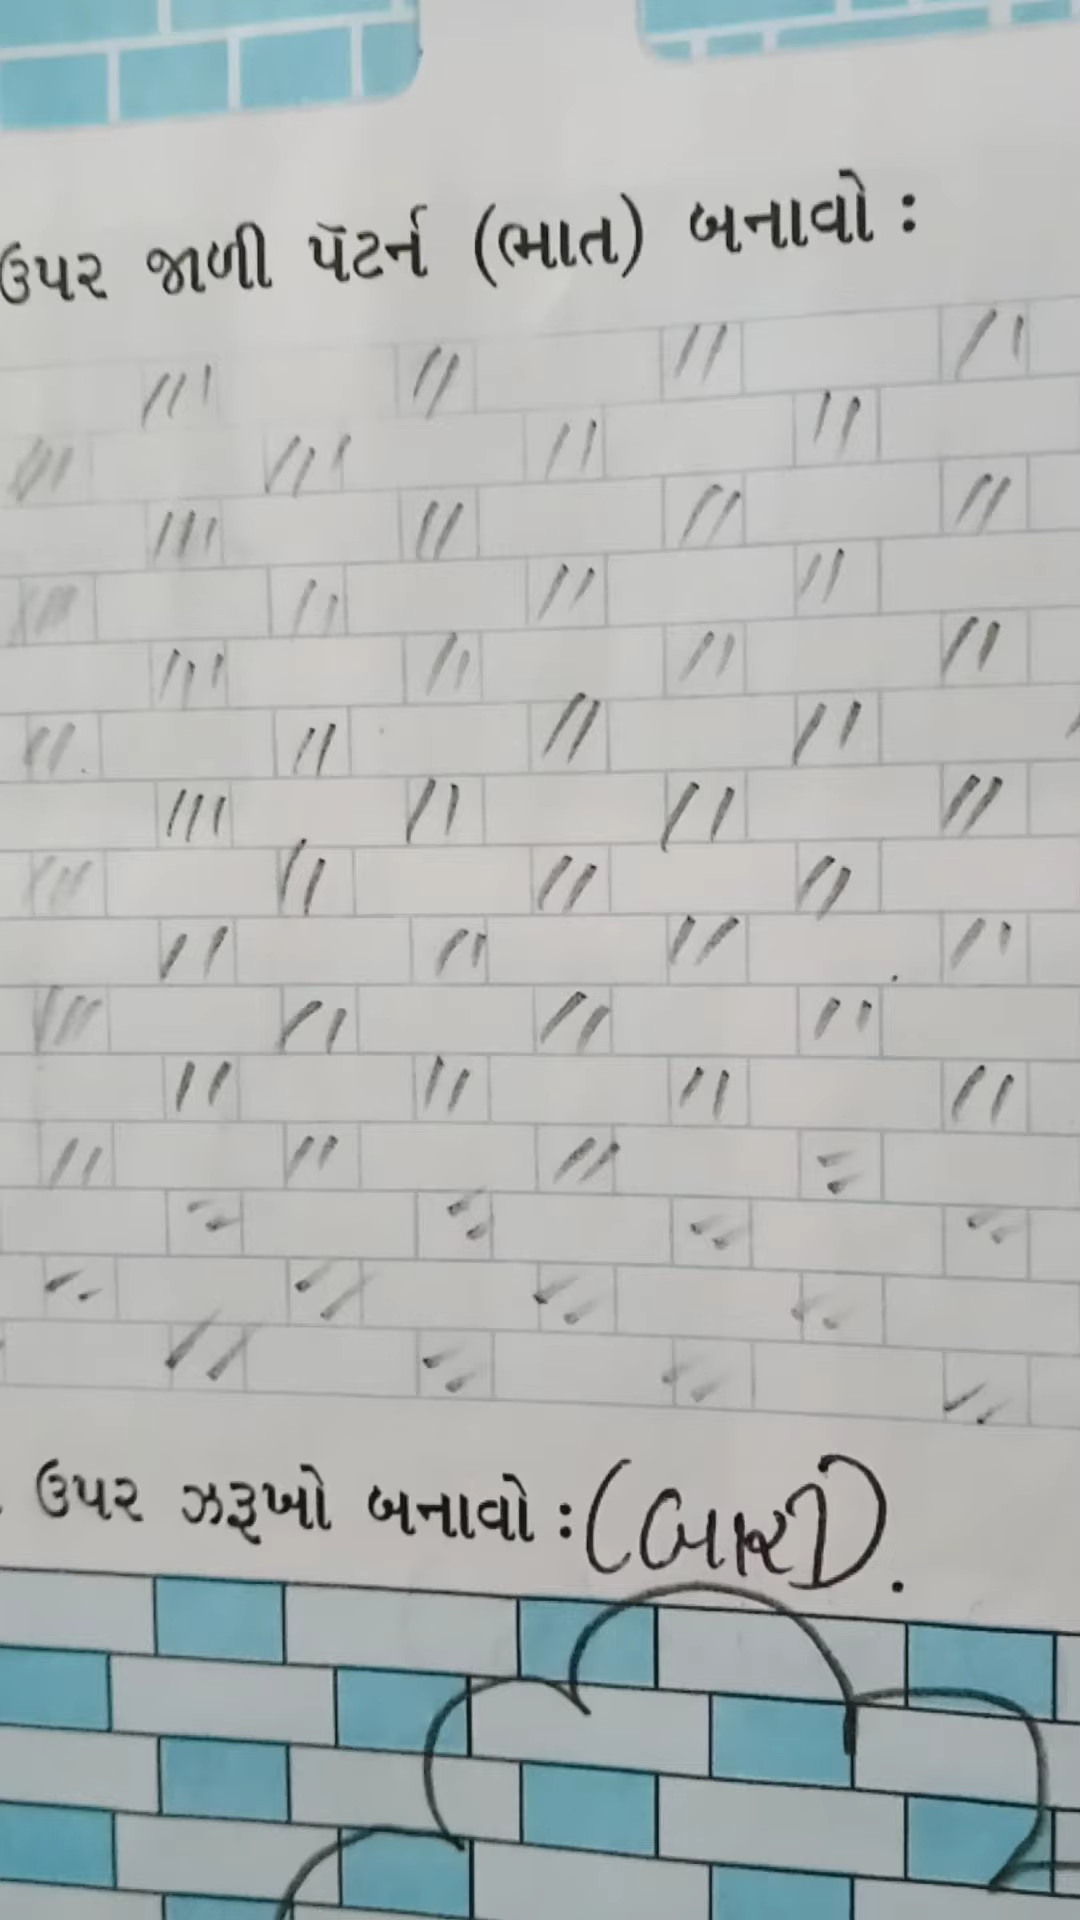 ઉપર જાળી પૅટર્ન (ભાત) બનાવો :
ઉપર ઝરૂખો બનાવો : (બારી).